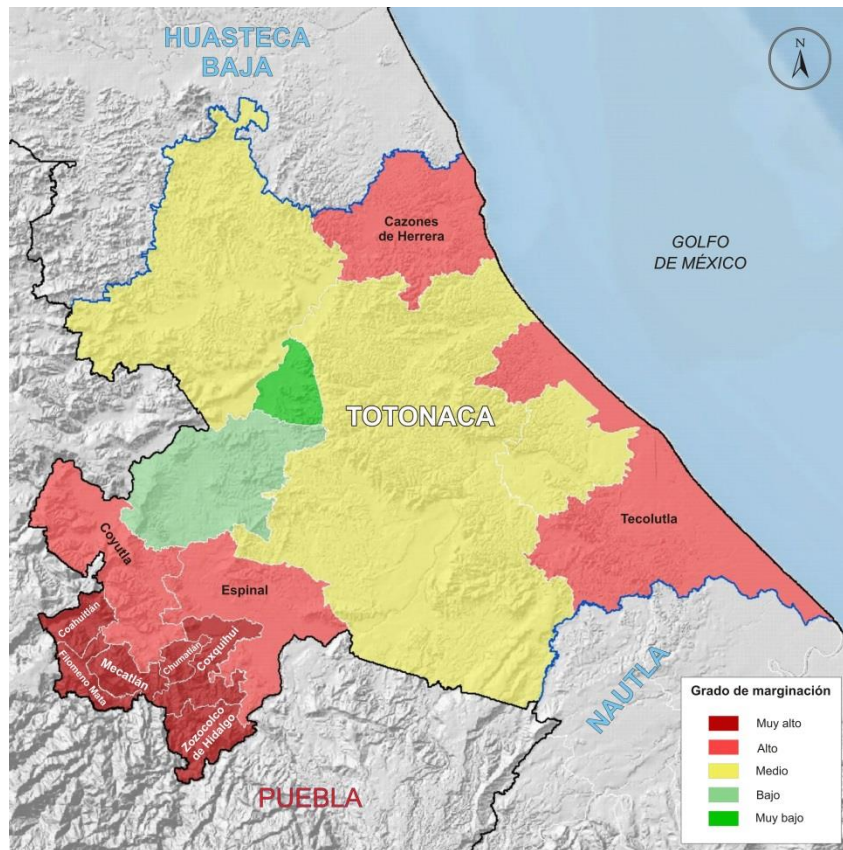 HUASTECA
BAJA
N
Cazones
de Herrera
GOLFO
DE MÉXICO
TOTONACA
Tecolutla
Coyutla
Espinal
Coahuitlán
Filomeno Mata
Mecatlán
Chumatlán
Coxquihui
Zozocolco
de Hidalgo
NAUTLA
PUEBLA
Grado de marginación
Muy alto
Alto
Medio
Bajo
Muy bajo